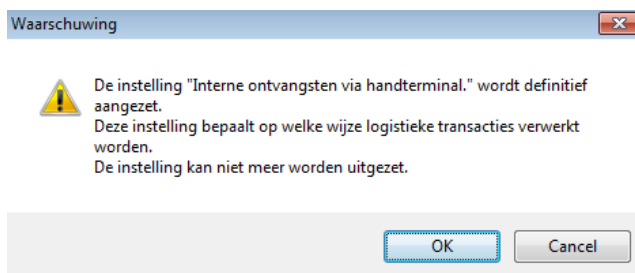 Waarschuwing
De instelling "Interne ontvangsten via handterminal." wordt definitief
aangezet.
Deze instelling bepaalt op welke wijze logistieke transacties verwerkt
worden.
De instelling kan niet meer worden uitgezet.
OK
Cancel